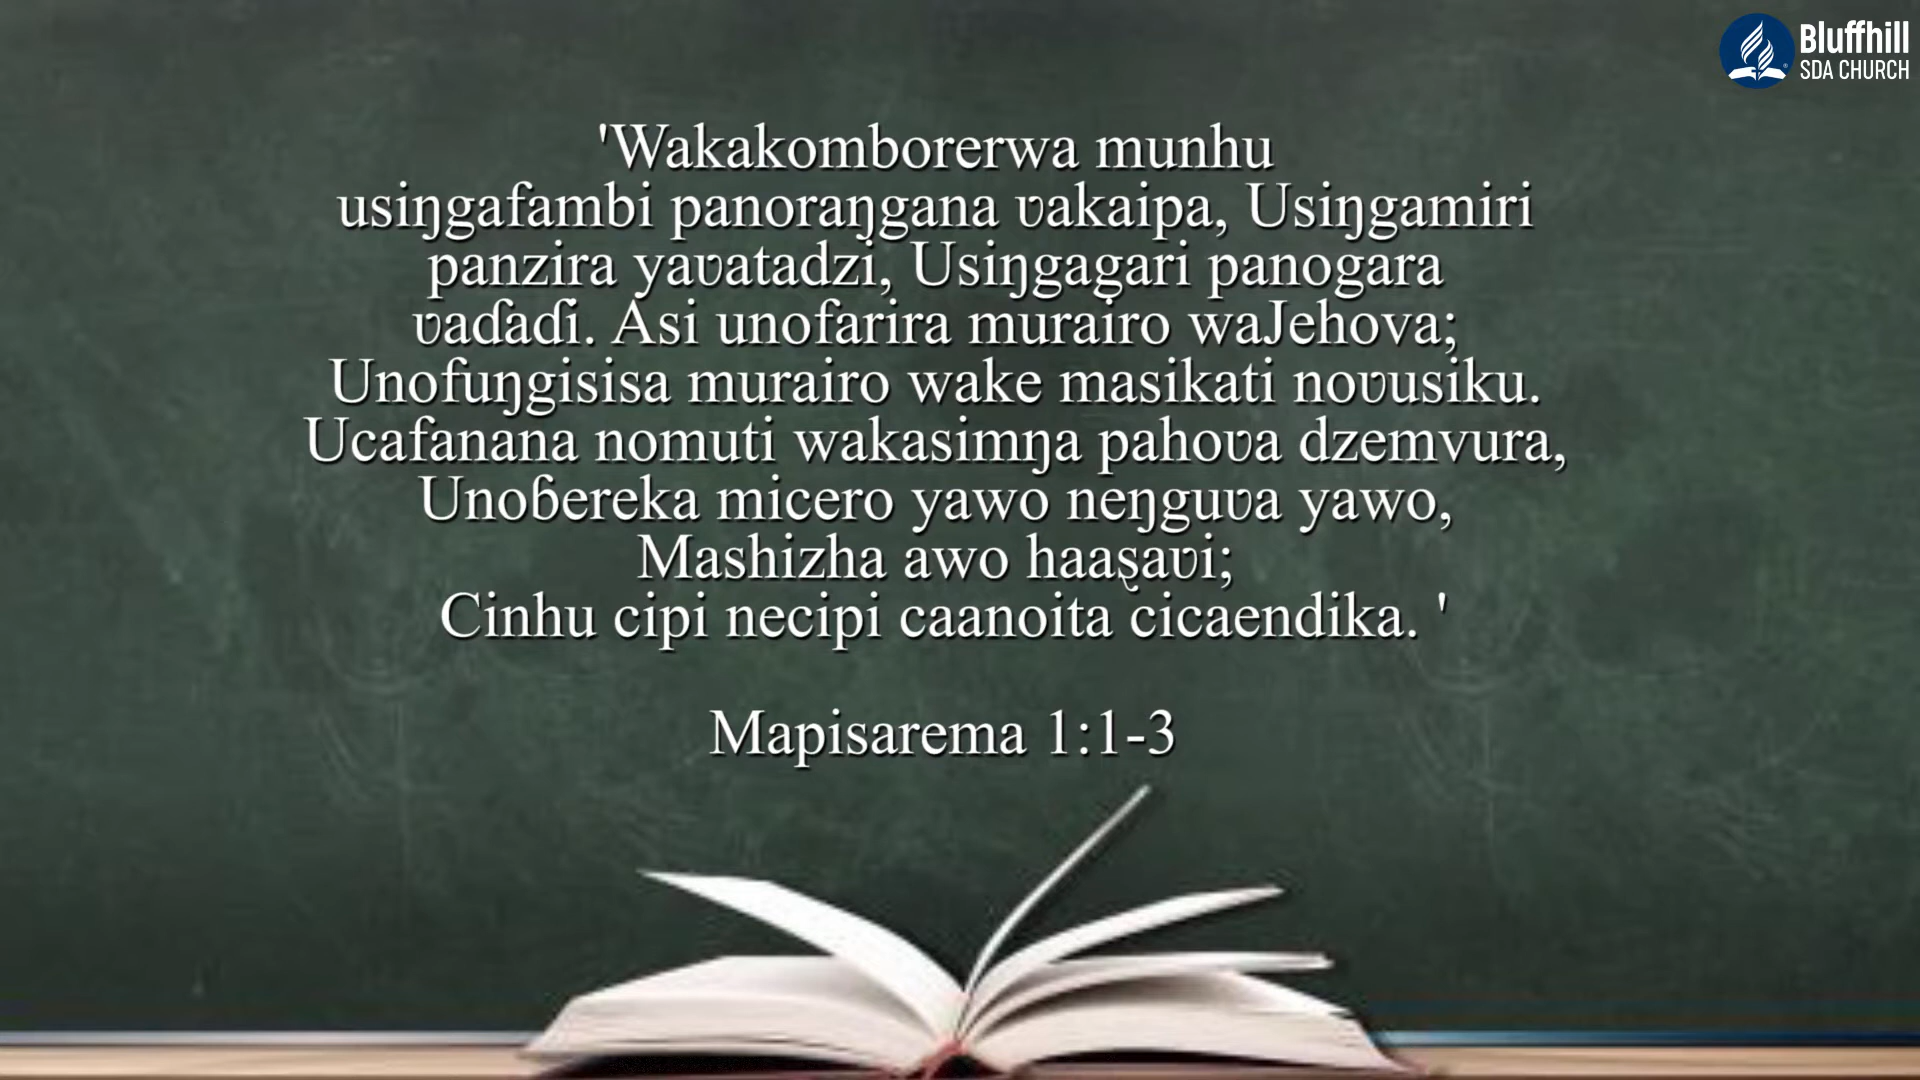 Bluffhill
SDA CHURCH
'Wakakomborerwa munhu
usiŋgafambi panoraŋgana ʋakaipa, Usiŋgamiri
panzira yaʋatadzi, Usiŋgagari panogara
ʋaɗaɗi. Asi unofarira murairo waJehova;
Unofuŋgisisa murairo wake masikati noʋusiku.
Ucafanana nomuti wakasimŋa pahoʋa dzemvura,
Unoɓereka micero yawo neŋguʋa yawo,
Mashizha awo haaȿaʋi;
Cinhu cipi necipi caanoita cicaendika. '
Mapisarema 1:1-3